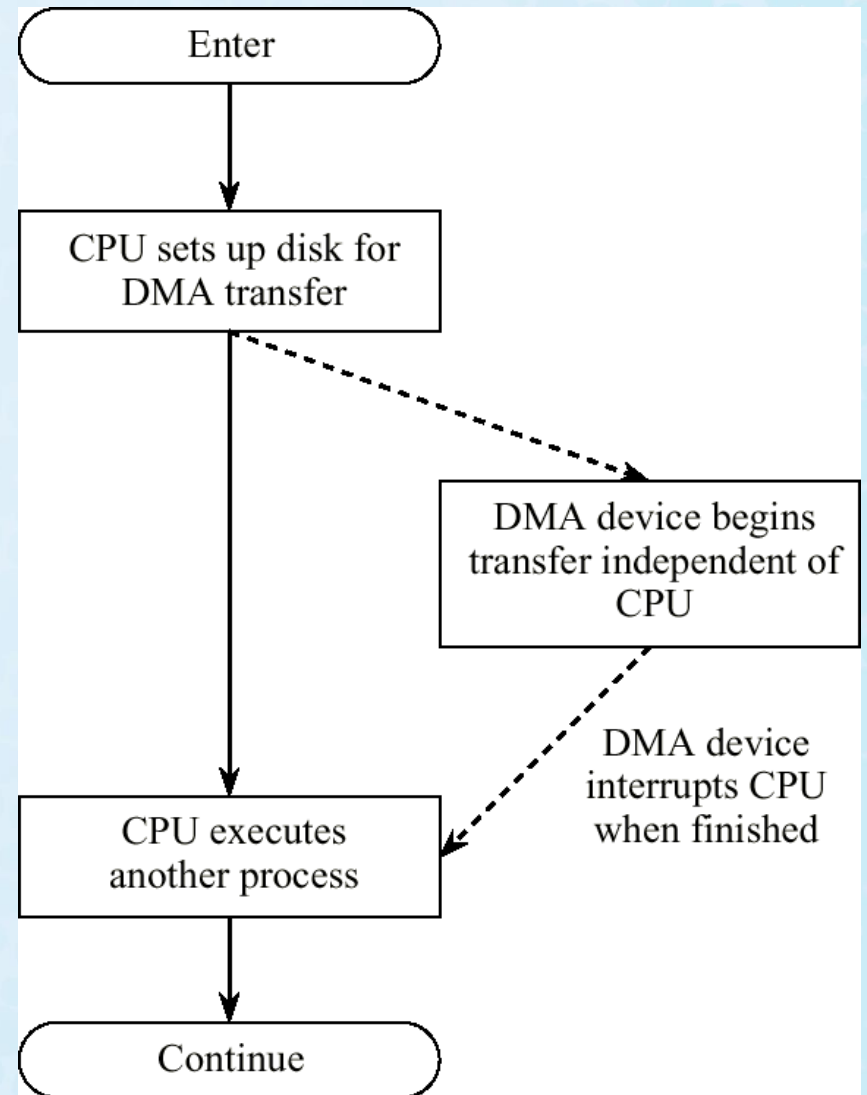 Enter
CPU sets up disk for
DMA transfer
DMA device begins
transfer independent of
CPU
DMA device
interrupts CPU
when finished
CPU executes
another process
Continue